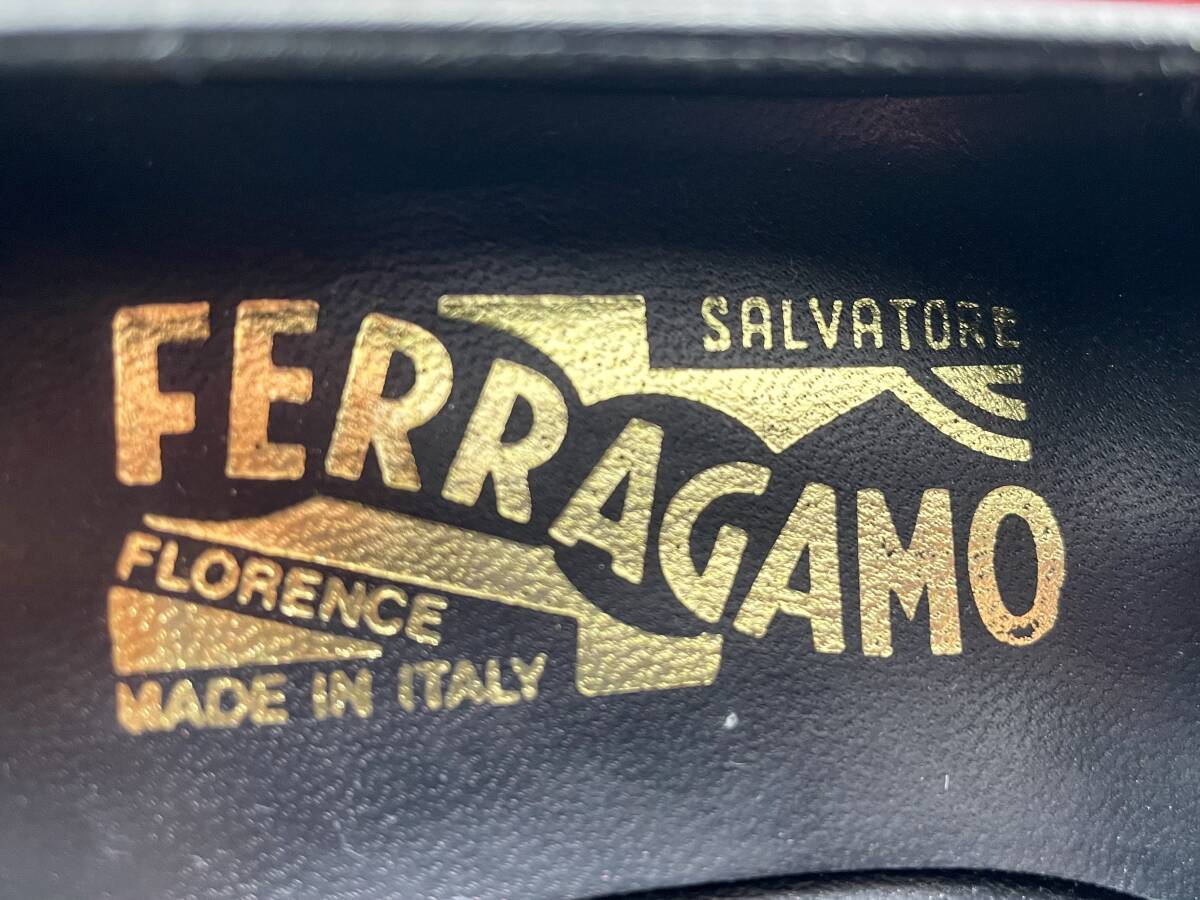 SALVATORE
FERRAGAMO
FLORENCE
MADE IN ITALY